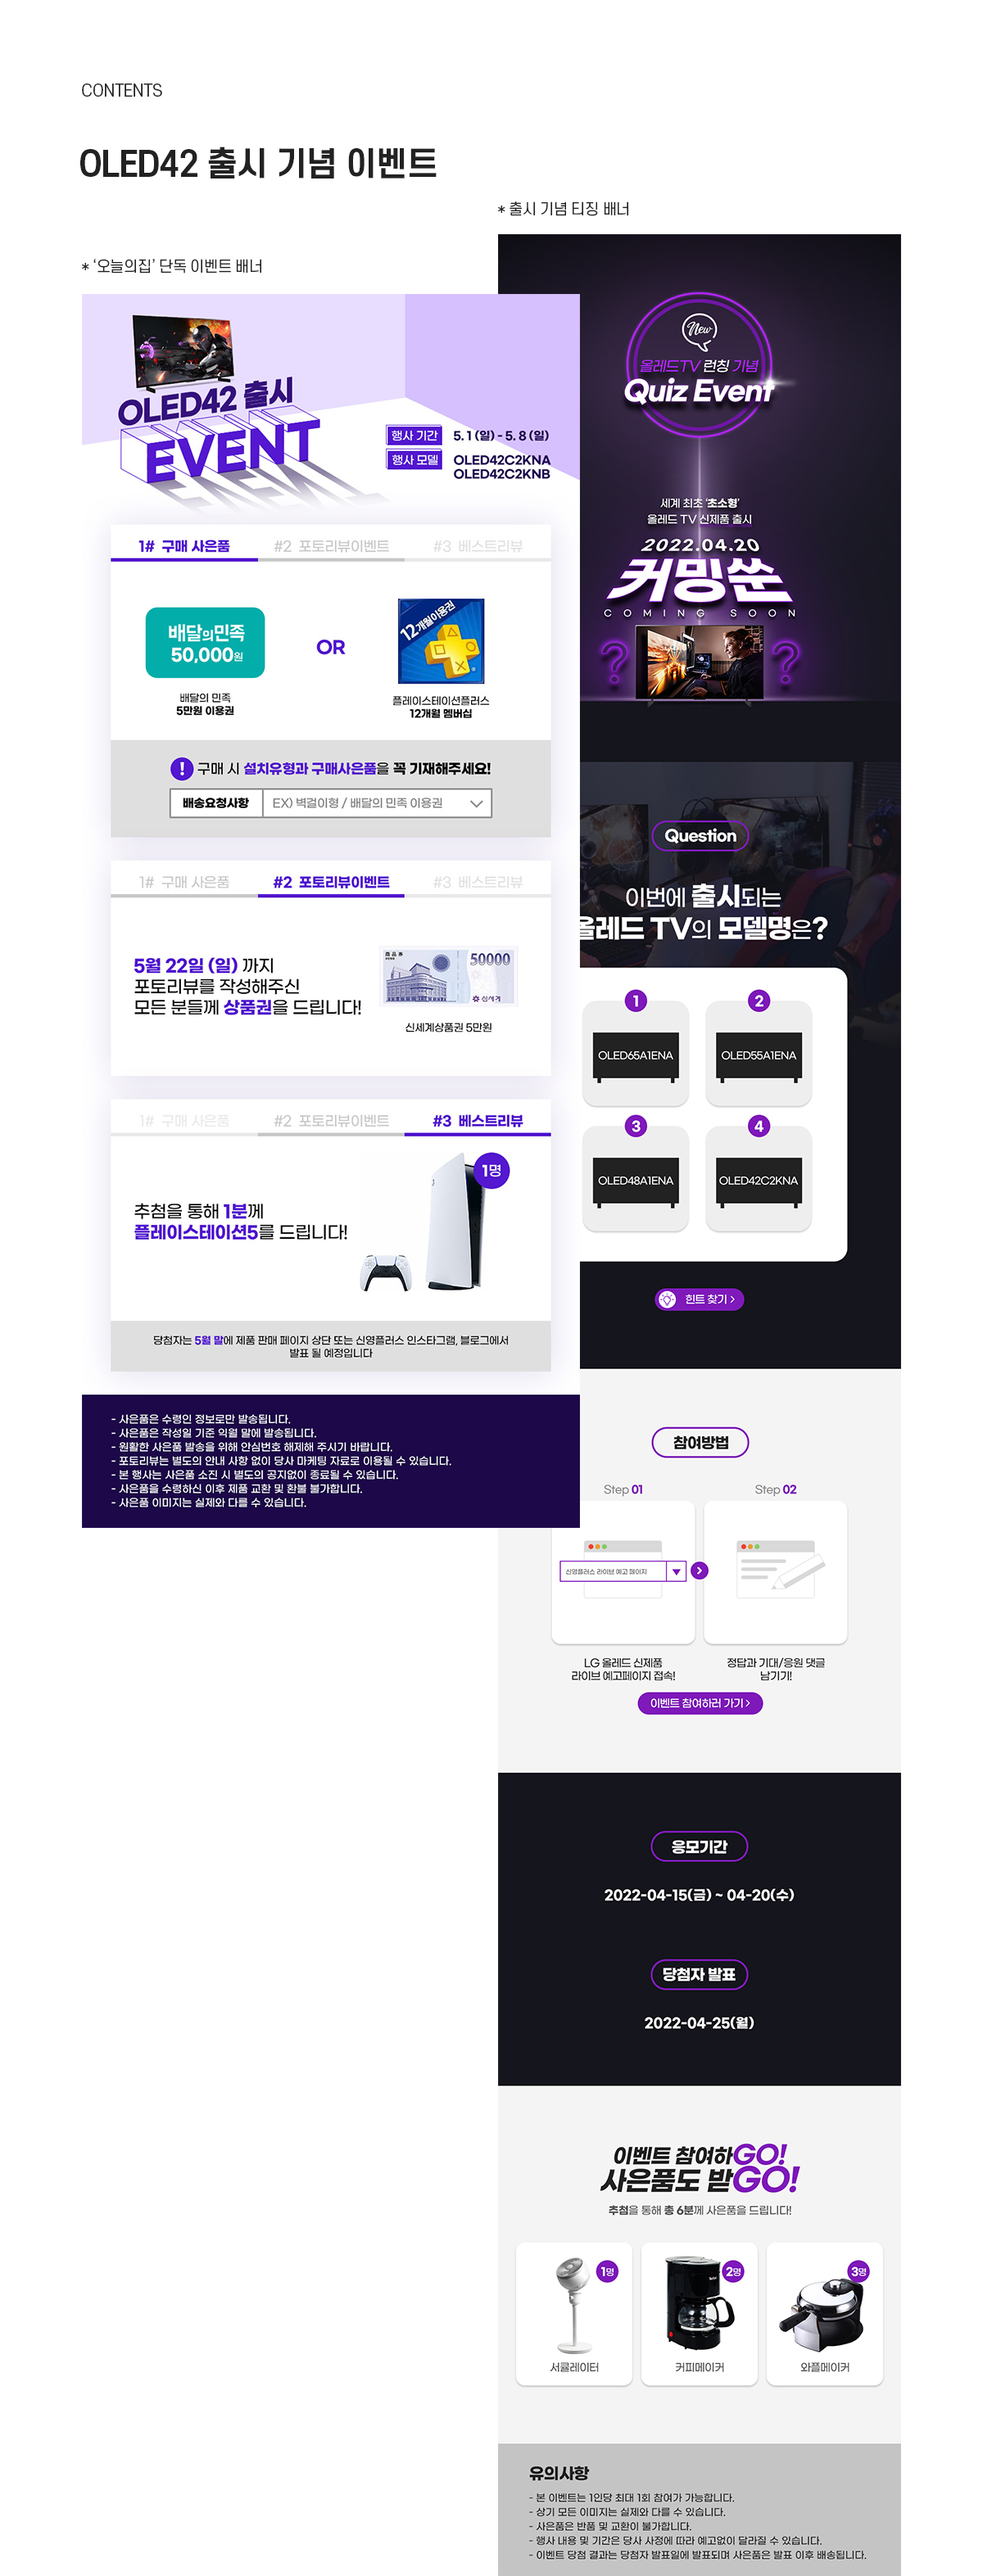 CONTENTS
OLED42 출시 기념 이벤트
* ‘오늘의집’ 단독 이벤트 배너
OLED42 출시
EVENT
행사 기간 5. 1 (일) - 5. 8 (일)
행사 모델 OLED42C2KNA
OLED42C2KNB
1# 구매 사은품 #2 포토리뷰이벤트 #3 베스트리뷰
배달의민족
50,000원
OR
12개월이용권
배달의 민족
5만원 이용권
플레이스테이션플러스
12개월 멤버십
! 구매 시 설치유형과 구매사은품을 꼭 기재해주세요!
배송요청사항 EX) 벽걸이형 / 배달의 민족 이용권
1# 구매 사은품 #2 포토리뷰이벤트 #3 베스트리뷰
5월 22일 (일) 까지
포토리뷰를 작성해주신
모든 분들께 상품권을 드립니다!
상품권
50000
신세계
신세계상품권 5만원
1# 구매 사은품 #2 포토리뷰이벤트 #3 베스트리뷰
1명
추첨을 통해 1분께
플레이스테이션5를 드립니다!
당첨자는 5월 말에 제품 판매 페이지 상단 또는 신영플러스 인스타그램, 블로그에서
발표 될 예정입니다
- 사은품은 수령인 정보로만 발송됩니다.
- 사은품은 작성일 기준 익월 말에 발송됩니다.
- 원활한 사은품 발송을 위해 안심번호 해제해 주시기 바랍니다.
- 포토리뷰는 별도의 안내 사항 없이 당사 마케팅 자료로 이용될 수 있습니다.
- 본 행사는 사은품 소진 시 별도의 공지없이 종료될 수 있습니다.
- 사은품을 수령하신 이후 제품 교환 및 환불 불가합니다.
- 사은품 이미지는 실제와 다를 수 있습니다.
* 출시 기념 티징 배너
New
올레드TV 런칭 기념
Quiz Event
세계 최초 ‘초소형’
올레드 TV 신제품 출시
2022.04.20
커밍쑨
COMING SOON
? ?
Question
이번에 출시되는
올레드 TV의 모델명은?
1 2
OLED65A1ENA OLED55A1ENA
3 4
OLED48A1ENA OLED42C2KNA
힌트 찾기 >
참여방법
Step 01 Step 02
신영플러스 라이브 예고 페이지
LG 올레드 신제품
라이브 예고페이지 접속!
정답과 기대/응원 댓글
남기기!
이벤트 참여하러 가기 >
응모기간
2022-04-15(금) ~ 04-20(수)
당첨자 발표
2022-04-25(월)
이벤트 참여하GO!
사은품도 받GO!
추첨을 통해 총 6분께 사은품을 드립니다!
1명 2명 3명
서큘레이터 커피메이커 와플메이커
유의사항
- 본 이벤트는 1인당 최대 1회 참여가 가능합니다.
- 상기 모든 이미지는 실제와 다를 수 있습니다.
- 사은품은 반품 및 교환이 불가합니다.
- 행사 내용 및 기간은 당사 사정에 따라 예고없이 달라질 수 있습니다.
- 이벤트 당첨 결과는 당첨자 발표일에 발표되며 사은품은 발표 이후 배송됩니다.